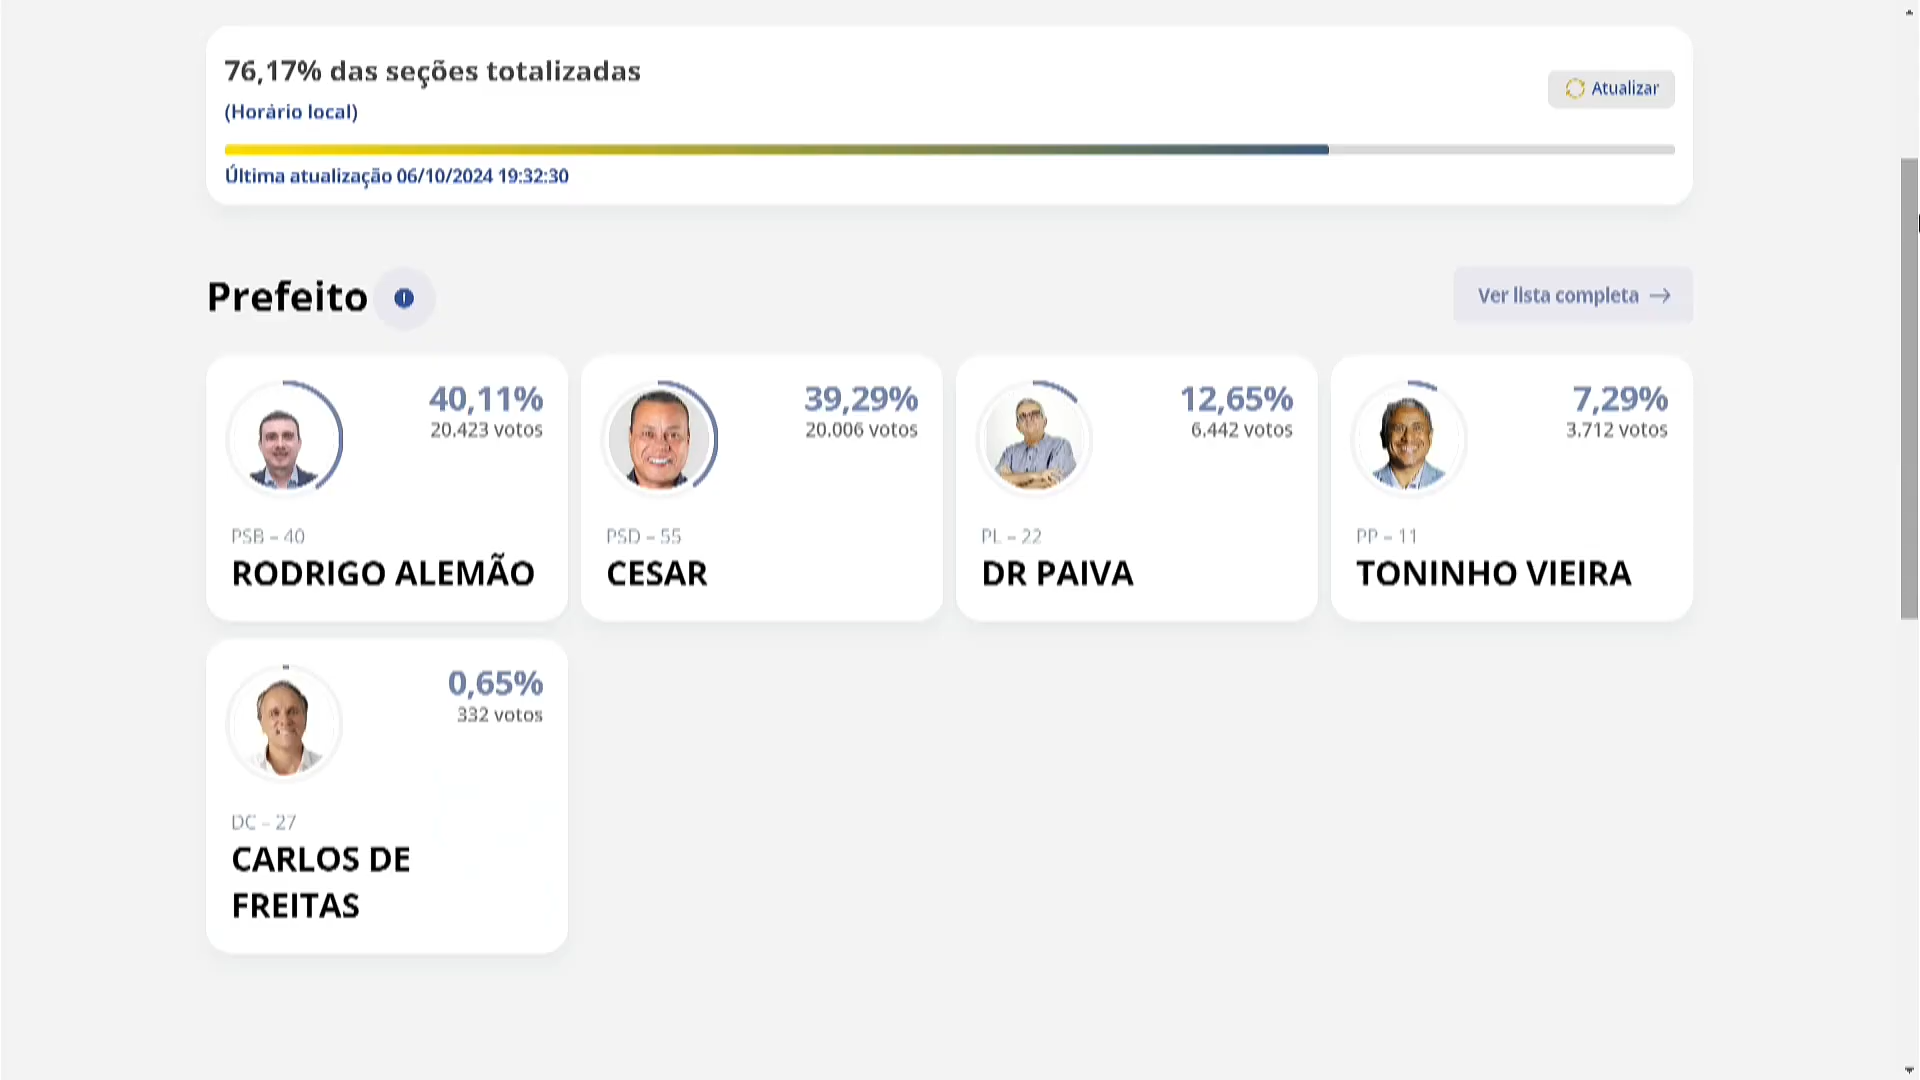 76,17% das seções totalizadas
(Horário local)
Atualizar
Última atualização 06/10/2024 19:32:30
Prefeito
Ver lista completa
40,11%
20.423 votos
PSB – 40
RODRIGO ALEMÃO
39,29%
20.006 votos
PSD – 55
CESAR
12,65%
6.442 votos
PL – 22
DR PAIVA
7,29%
3.712 votos
PP – 11
TONINHO VIEIRA
0,65%
332 votos
DC – 27
CARLOS DE
FREITAS